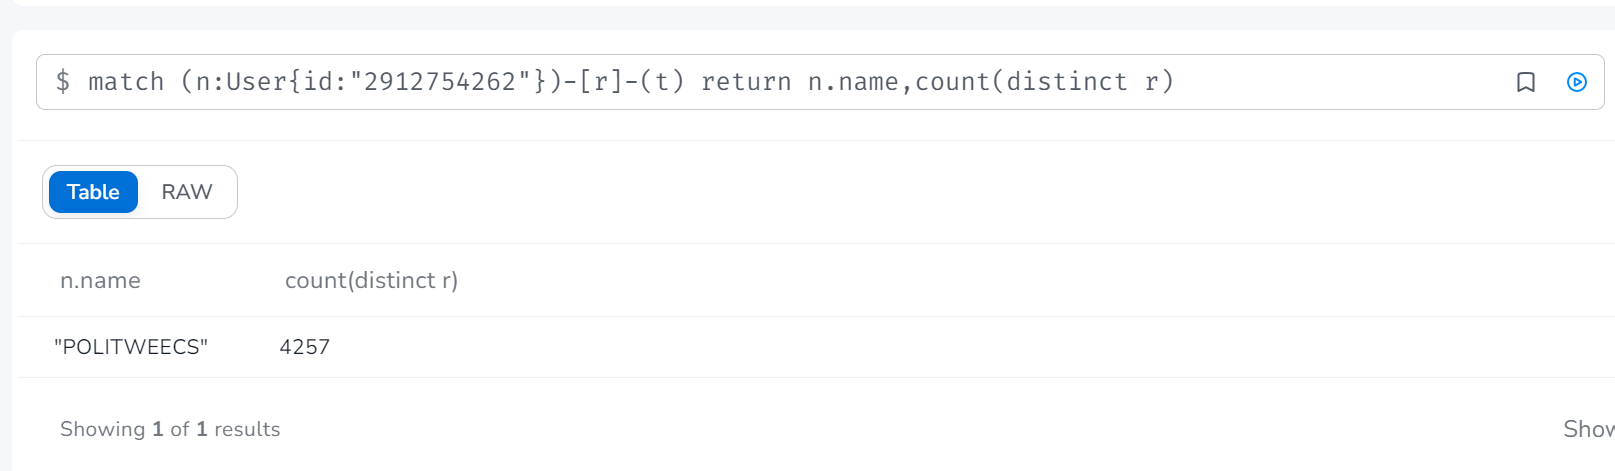 $ match (n:User{id:"2912754262"})-[r]-(t) return n.name,count(distinct r)
Table RAW
n.name count(distinct r)
"POLITWEECS" 4257
Showing 1 of 1 results Show